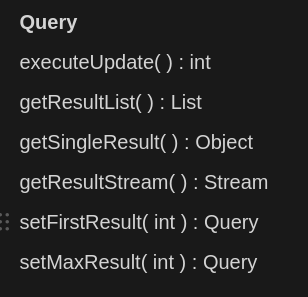 Query
executeUpdate( ) : int
getResultList( ) : List
getSingleResult( ) : Object
getResultStream( ) : Stream
setFirstResult( int ) : Query
setMaxResult( int ) : Query